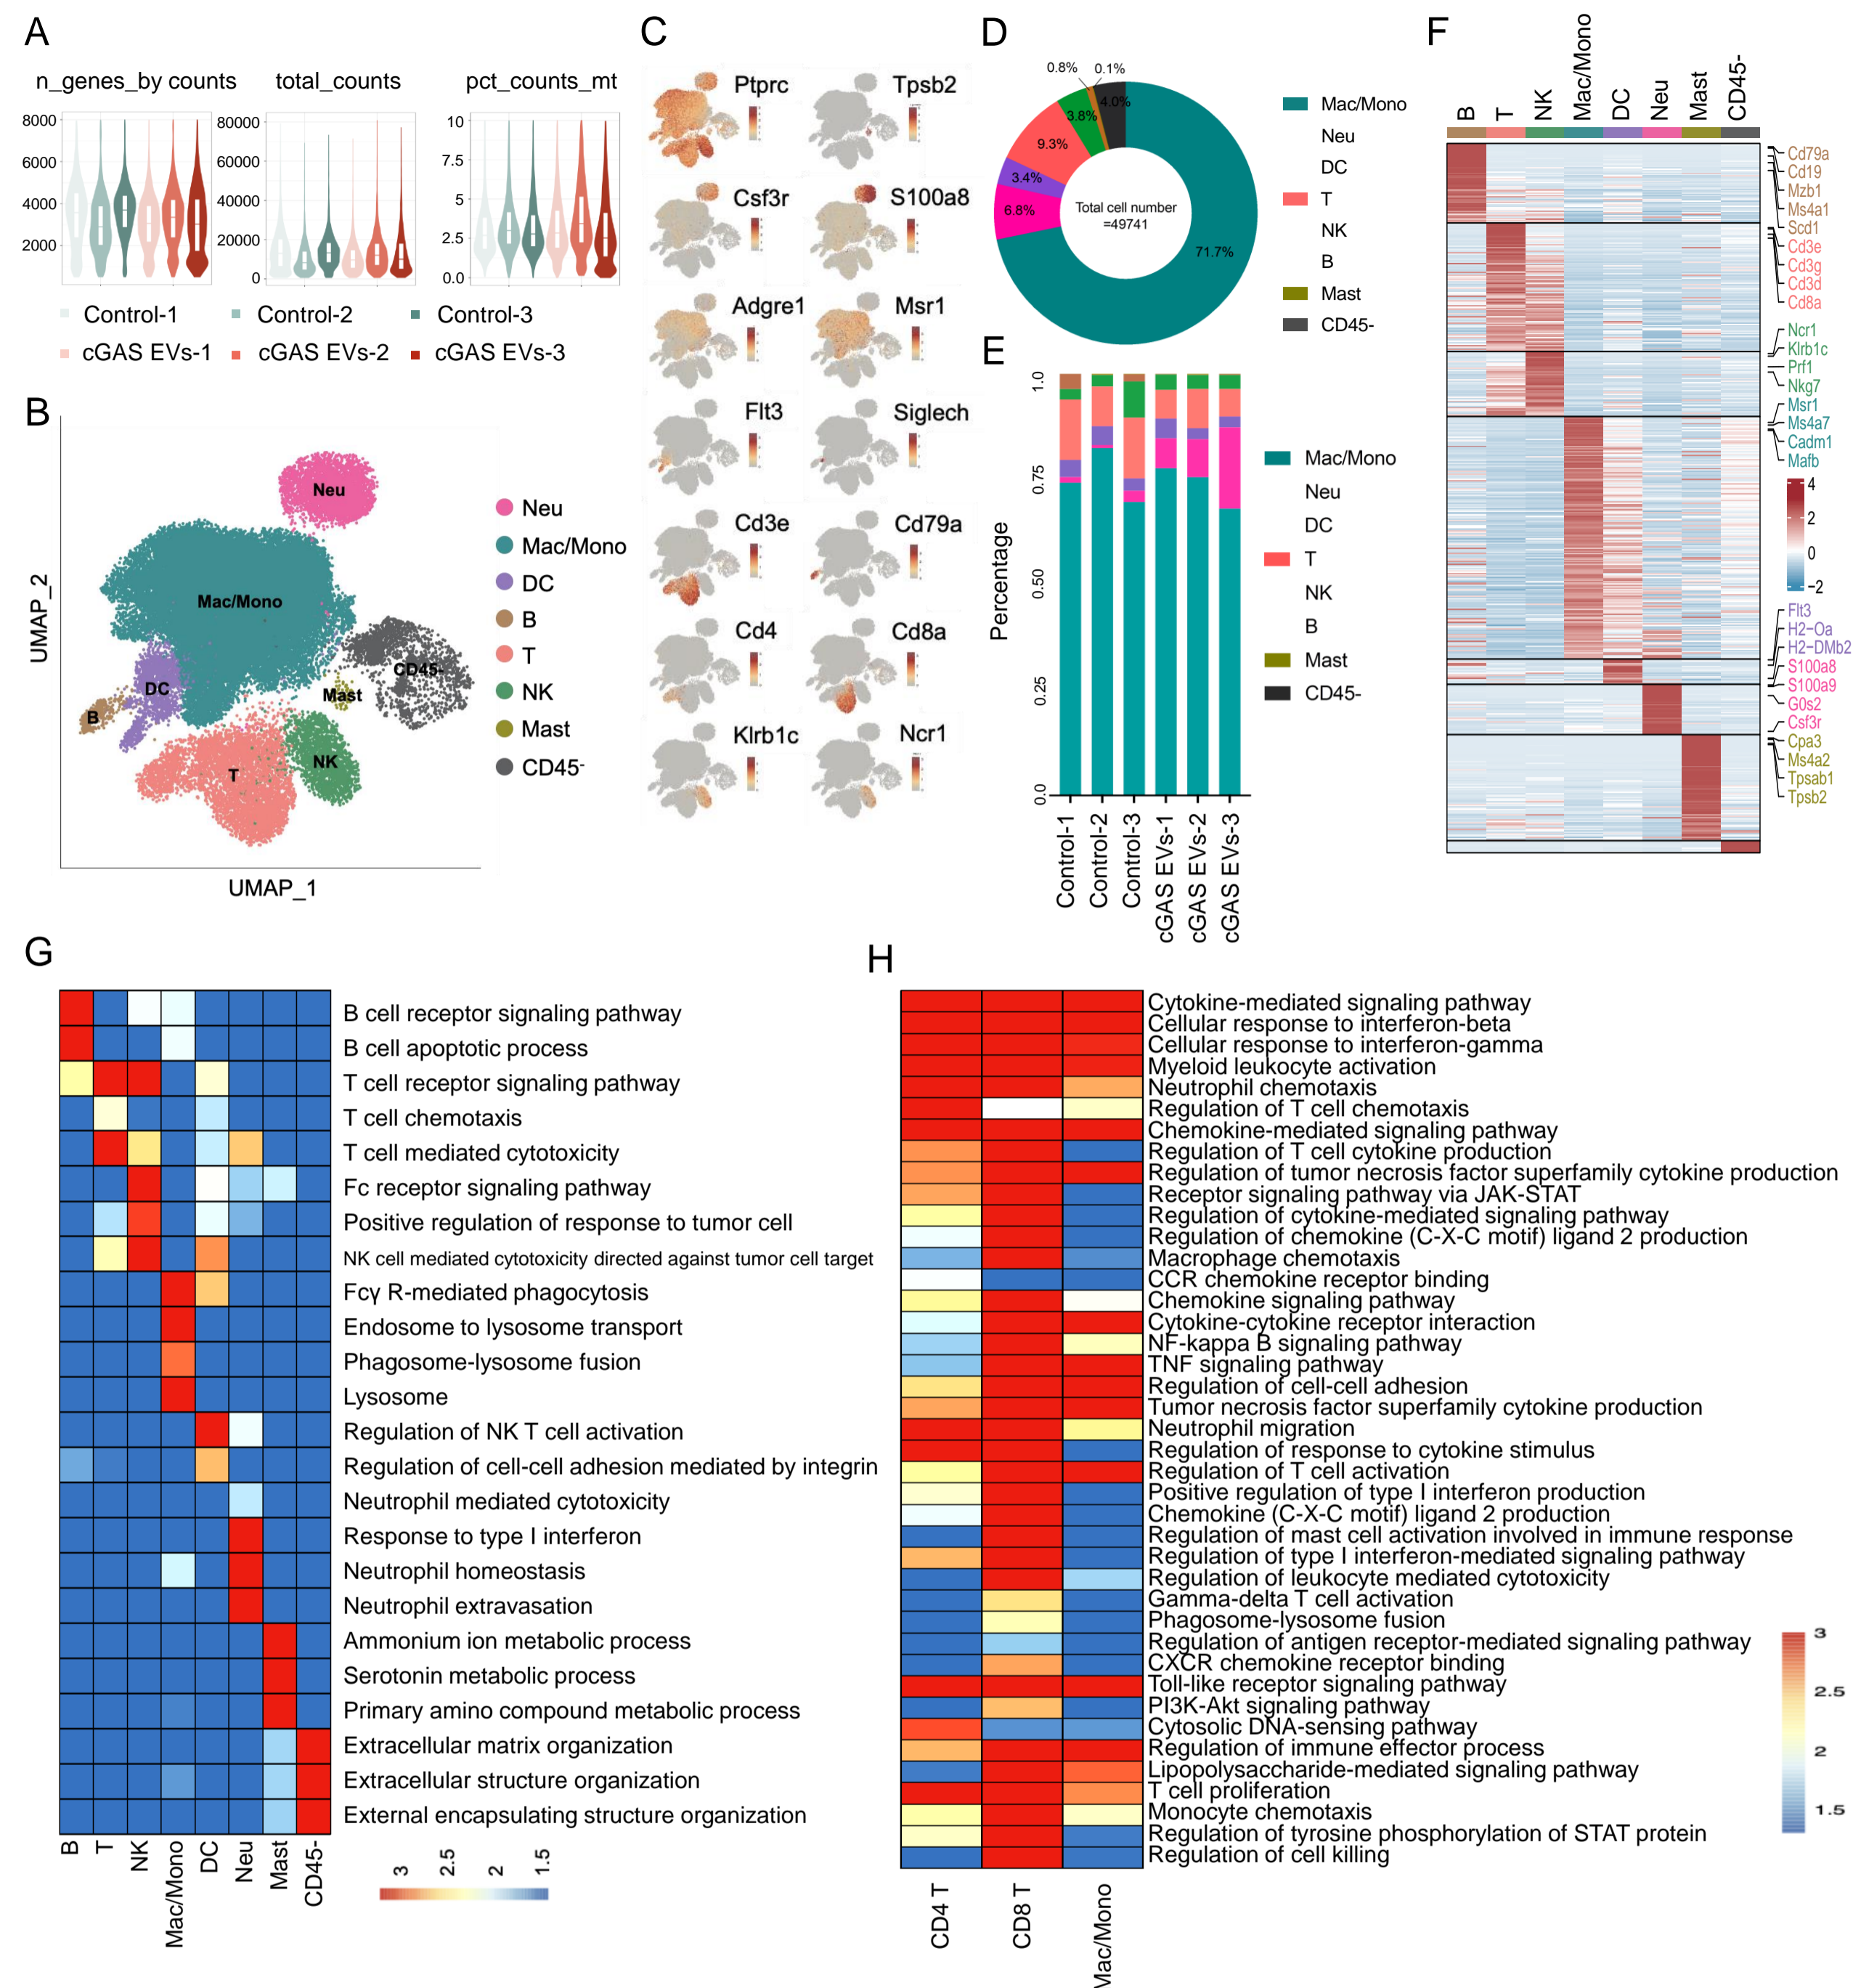 A
n_genes_by counts
total_counts
pct_counts_mt
8000
6000
4000
2000
80000
60000
40000
20000
0
10
7.5
5
2.5
0.0
Control-1
Control-2
Control-3
cGAS EVs-1
cGAS EVs-2
cGAS EVs-3
B
UMAP_2
UMAP_1
Neu
Mac/Mono
DC
B
T
NK
Mast
CD45-
Neu
Mac/Mono
DC
B
T
NK
Mast
CD45-
C
Ptprc
Tpsb2
Csf3r
S100a8
Adgre1
Msr1
Flt3
Siglech
Cd3e
Cd79a
Cd4
Cd8a
Klrb1c
Ncr1
D
0.8%
0.1%
4.0%
3.8%
9.3%
3.4%
6.8%
71.7%
Total cell number
=49741
Mac/Mono
Neu
DC
T
NK
B
Mast
CD45-
E
Percentage
1.0
0.75
0.50
0.25
0.0
Control-1
Control-2
Control-3
cGAS EVs-1
cGAS EVs-2
cGAS EVs-3
Mac/Mono
Neu
DC
T
NK
B
Mast
CD45-
F
B
T
NK
Mac/Mono
DC
Neu
Mast
CD45-
Cd79a
Cd19
Mzb1
Ms4a1
Scd1
Cd3e
Cd3g
Cd3d
Cd8a
Ncr1
Klrb1c
Prf1
Nkg7
Msr1
Ms4a7
Cadm1
Mafb
4
2
0
−2
Flt3
H2−Oa
H2−DMb2
S100a8
S100a9
G0s2
Csf3r
Cpa3
Ms4a2
Tpsab1
Tpsb2
G
B cell receptor signaling pathway
B cell apoptotic process
T cell receptor signaling pathway
T cell chemotaxis
T cell mediated cytotoxicity
Fc receptor signaling pathway
Positive regulation of response to tumor cell
NK cell mediated cytotoxicity directed against tumor cell target
Fcγ R-mediated phagocytosis
Endosome to lysosome transport
Phagosome-lysosome fusion
Lysosome
Regulation of NK T cell activation
Regulation of cell-cell adhesion mediated by integrin
Neutrophil mediated cytotoxicity
Response to type I interferon
Neutrophil homeostasis
Neutrophil extravasation
Ammonium ion metabolic process
Serotonin metabolic process
Primary amino compound metabolic process
Extracellular matrix organization
Extracellular structure organization
External encapsulating structure organization
B
T
NK
Mac/Mono
DC
Neu
Mast
CD45-
3
2.5
2
1.5
H
Cytokine-mediated signaling pathway
Cellular response to interferon-beta
Cellular response to interferon-gamma
Myeloid leukocyte activation
Neutrophil chemotaxis
Regulation of T cell chemotaxis
Chemokine-mediated signaling pathway
Regulation of T cell cytokine production
Regulation of tumor necrosis factor superfamily cytokine production
Receptor signaling pathway via JAK-STAT
Regulation of cytokine-mediated signaling pathway
Regulation of chemokine (C-X-C motif) ligand 2 production
Macrophage chemotaxis
CCR chemokine receptor binding
Chemokine signaling pathway
Cytokine-cytokine receptor interaction
NF-kappa B signaling pathway
TNF signaling pathway
Regulation of cell-cell adhesion
Tumor necrosis factor superfamily cytokine production
Neutrophil migration
Regulation of response to cytokine stimulus
Regulation of T cell activation
Positive regulation of type I interferon production
Chemokine (C-X-C motif) ligand 2 production
Regulation of mast cell activation involved in immune response
Regulation of type I interferon-mediated signaling pathway
Regulation of leukocyte mediated cytotoxicity
Gamma-delta T cell activation
Phagosome-lysosome fusion
Regulation of antigen receptor-mediated signaling pathway
CXCR chemokine receptor binding
Toll-like receptor signaling pathway
PI3K-Akt signaling pathway
Cytosolic DNA-sensing pathway
Regulation of immune effector process
Lipopolysaccharide-mediated signaling pathway
T cell proliferation
Monocyte chemotaxis
Regulation of tyrosine phosphorylation of STAT protein
Regulation of cell killing
CD4 T
CD8 T
Mac/Mono
3
2.5
2
1.5